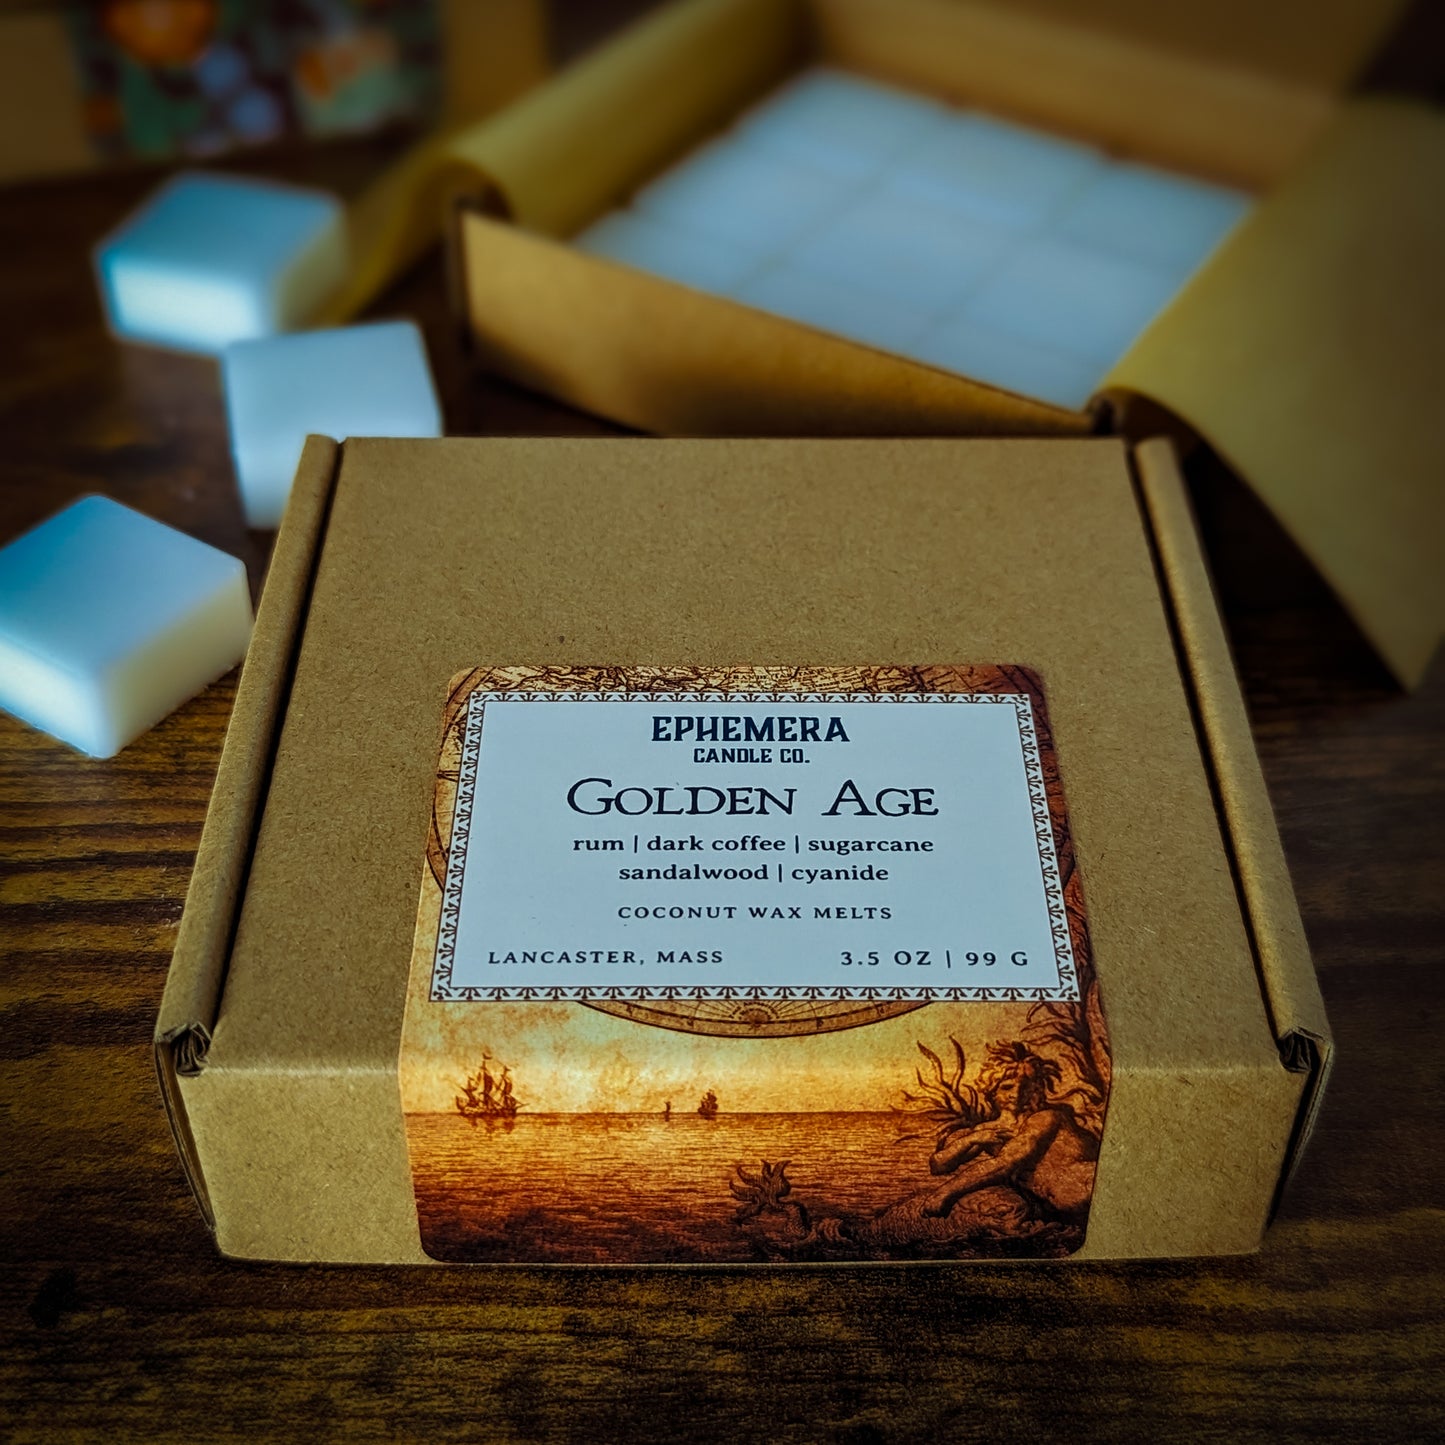 EPHEMERA
CANDLE CO.
GOLDEN AGE
rum | dark coffee | sugarcane
sandalwood | cyanide
COCONUT WAX MELTS
LANCASTER, MASS 3.5 OZ | 99 G